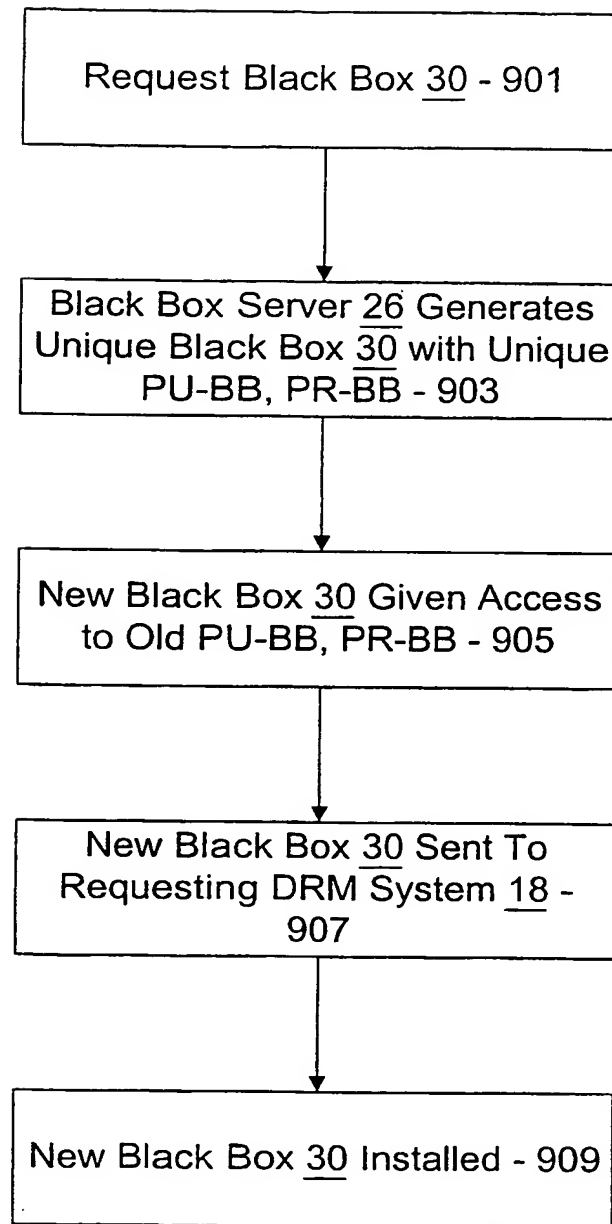 Request Black Box 30 - 901
Black Box Server 26 Generates
Unique Black Box 30 with Unique
PU-BB, PR-BB - 903
New Black Box 30 Given Access
to Old PU-BB, PR-BB - 905
New Black Box 30 Sent To
Requesting DRM System 18 -
907
New Black Box 30 Installed - 909